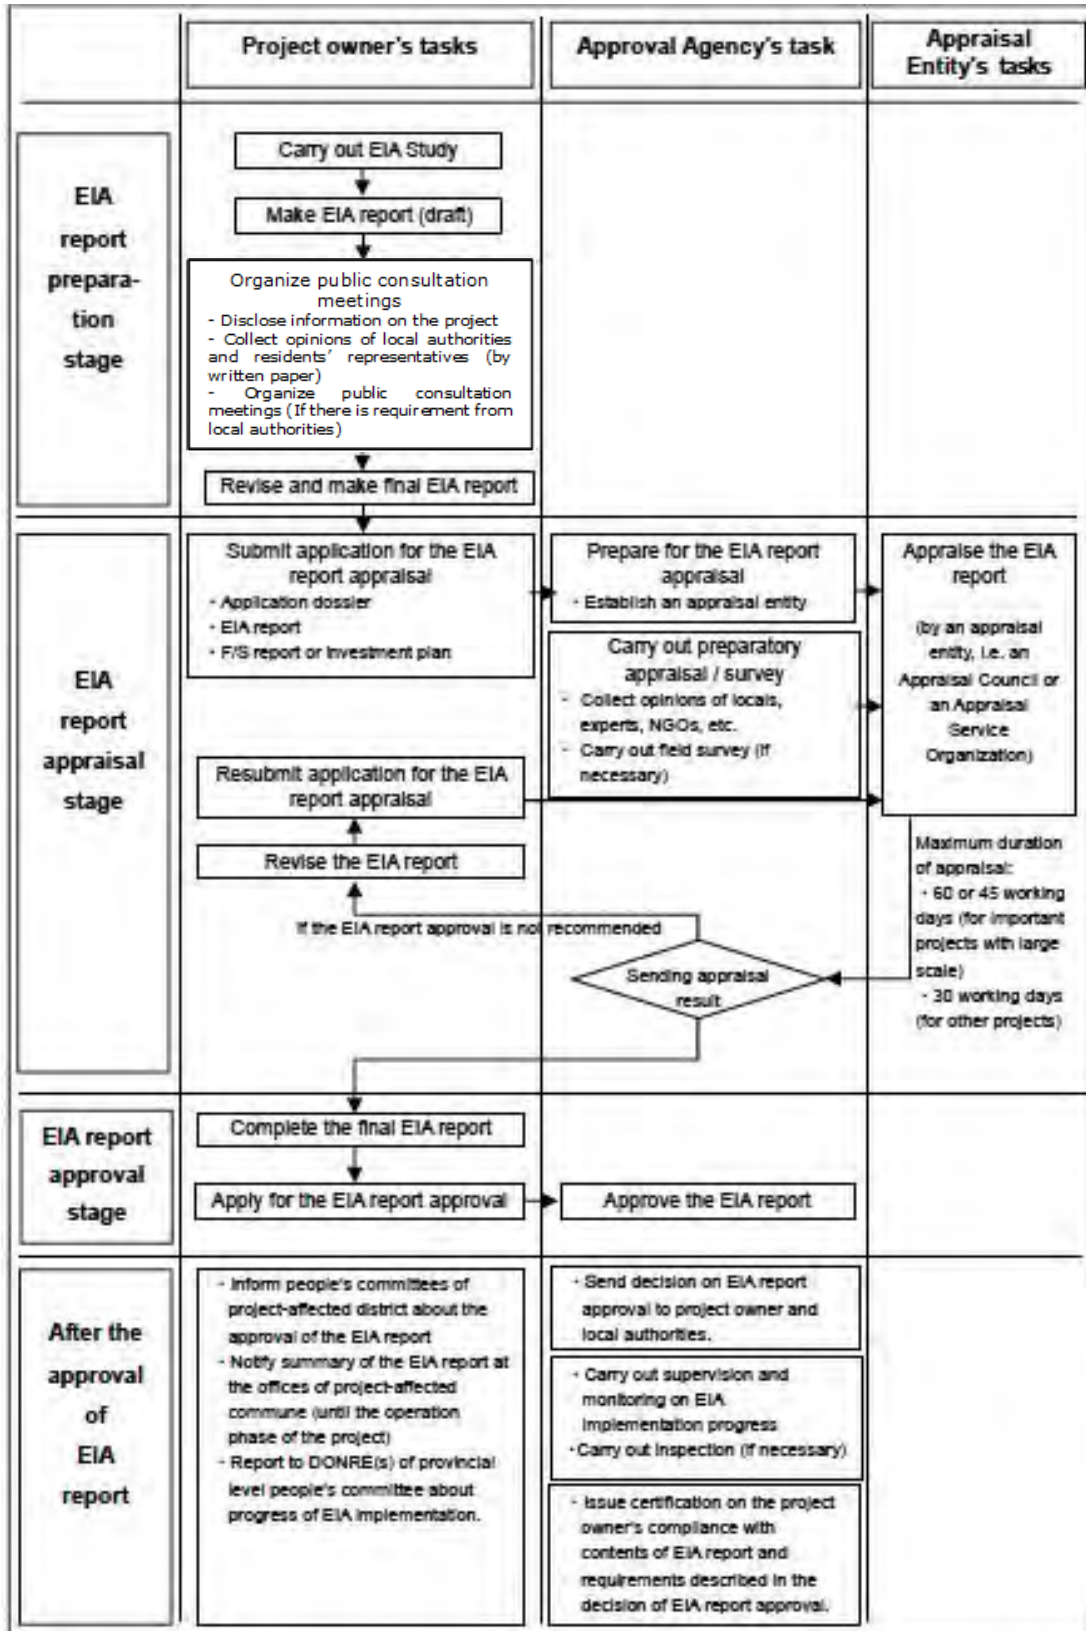 Project owner's tasks
Approval Agency's task
Appraisal
Entity's tasks
EIA
report
prepara-
tion
stage
Carry out EIA Study
Make EIA report (draft)
Organize public consultation
meetings
- Disclose information on the project
- Collect opinions of local authorities
and residents' representatives (by
written paper)
- Organize public consultation
meetings (If there is requirement from
local authorities)
Revise and make final EIA report
EIA
report
appraisal
stage
Submit application for the EIA
report appraisal
· Application dossier
· EIA report
· F/S report or Investment plan
Prepare for the EIA report
appraisal
· Establish an appraisal entity
Carry out preparatory
appraisal / survey
· Collect opinions of locals,
experts, NGOs, etc.
· Carry out field survey (if
necessary)
Appraise the EIA
report
(by an appraisal
entity, i.e. an
Appraisal Council or
an Appraisal
Service
Organization)
Resubmit application for the EIA
report appraisal
Revise the EIA report
If the EIA report approval is not recommended
Sending appraisal
result
Maximum duration
of appraisal:
· 60 or 45 working
days (for important
projects with large
scale)
· 30 working days
(for other projects)
EIA report
approval
stage
Complete the final EIA report
Apply for the EIA report approval
Approve the EIA report
After the
approval
of
EIA
report
· Inform people's committees of
project-affected district about the
approval of the EIA report
· Notify summary of the EIA report at
the offices of project-affected
commune (until the operation
phase of the project)
· Report to DONRE(s) of provincial
level people's committee about
progress of EIA Implementation.
· Send decision on EIA report
approval to project owner and
local authorities.
· Carry out supervision and
monitoring on EIA
Implementation progress
· Carry out Inspection (if necessary)
· Issue certification on the project
owner's compliance with
contents of EIA report and
requirements described in the
decision of EIA report approval.